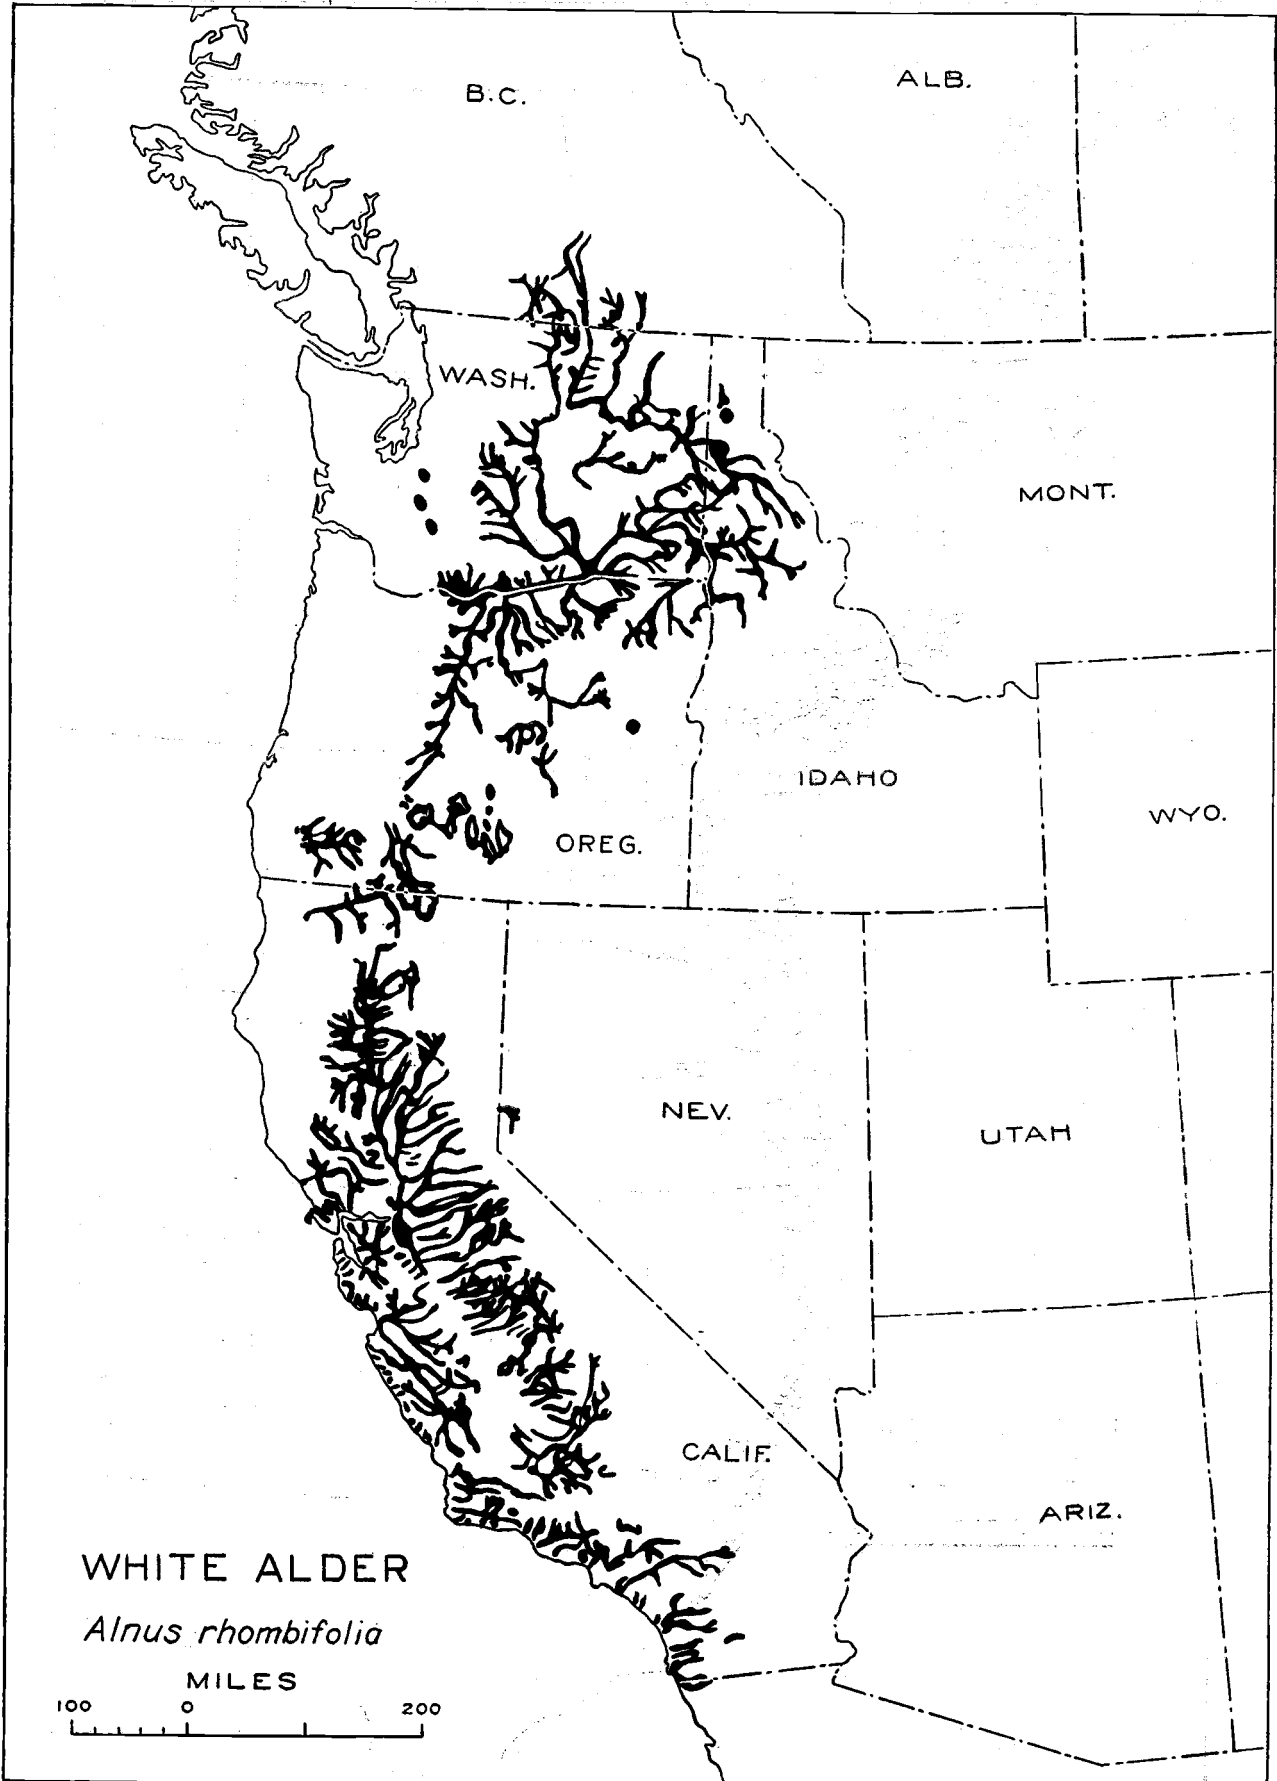 B.C.
ALB.
WASH.
MONT.
IDAHO
WYO.
OREG.
NEV.
UTAH
CALIF.
ARIZ.
WHITE ALDER
Alnus rhombifolia
MILES
100 0 200